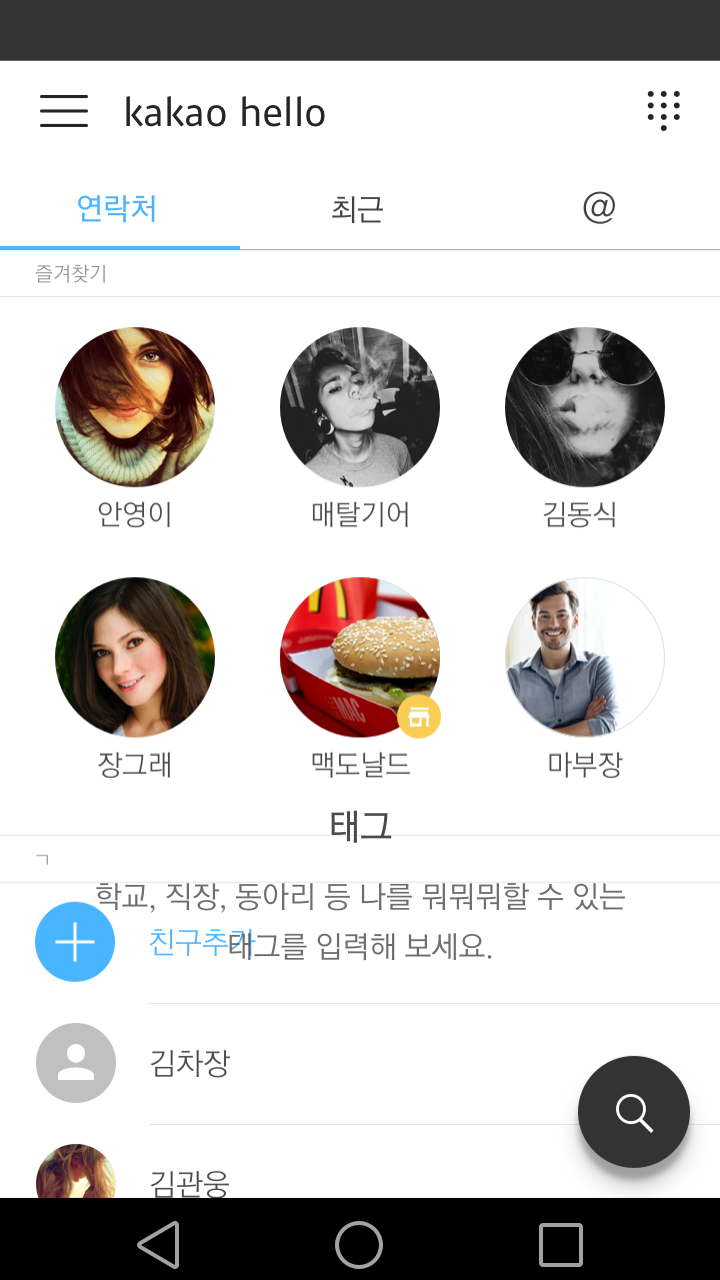 kakao hello
연락처 최근 @
즐겨찾기
안영이 매탈기어 김동식
장그래 맥도날드 마부장
태그
ㄱ
학교, 직장, 동아리 등 나를 뭐뭐뭐할 수 있는
친구추가
태그를 입력해 보세요.
김차장
김관웅